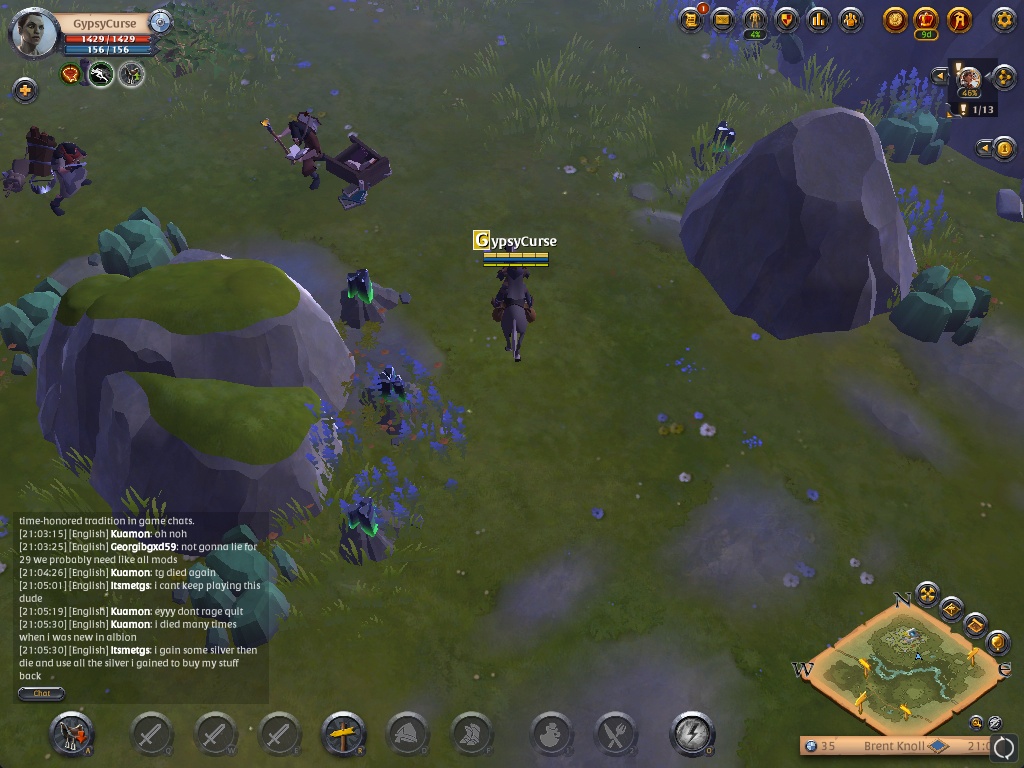 GypsyCurse
1429 / 1429
156 / 156
1
4%
9d
46%
1/13
1
GypsyCurse
time-honored tradition in game chats.
[21:03:15] [English] Kuamon: oh noh
[21:03:25] [English] Georgibgxd59: not gonna lie for
29 we probably need like all mods
[21:04:26] [English] Kuamon: tg died again
[21:05:01] [English] Itsmetgs: i cant keep playing this
dude
[21:05:19] [English] Kuamon: eyyy dont rage quit
[21:05:30] [English] Kuamon: i died many times
when i was new in albion
[21:05:30] [English] Itsmetgs: i gain some silver then
die and use all the silver i gained to buy my stuff
back
Chat
N
W
E
A
Q
W
E
R
D
F
35
Brent Knoll